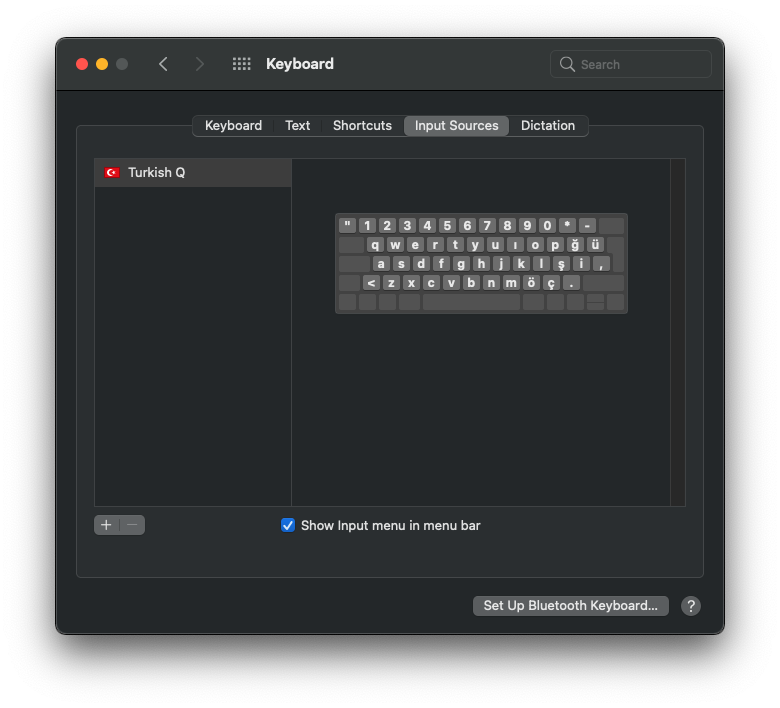 Keyboard
Search
Keyboard Text Shortcuts Input Sources Dictation
Turkish Q
" 1 2 3 4 5 6 7 8 9 0 * -
q w e r t y u ı o p ğ ü
a s d f g h j k l ş i ,
< z x c v b n m ö ç .
+ −
Show Input menu in menu bar
Set Up Bluetooth Keyboard... ?